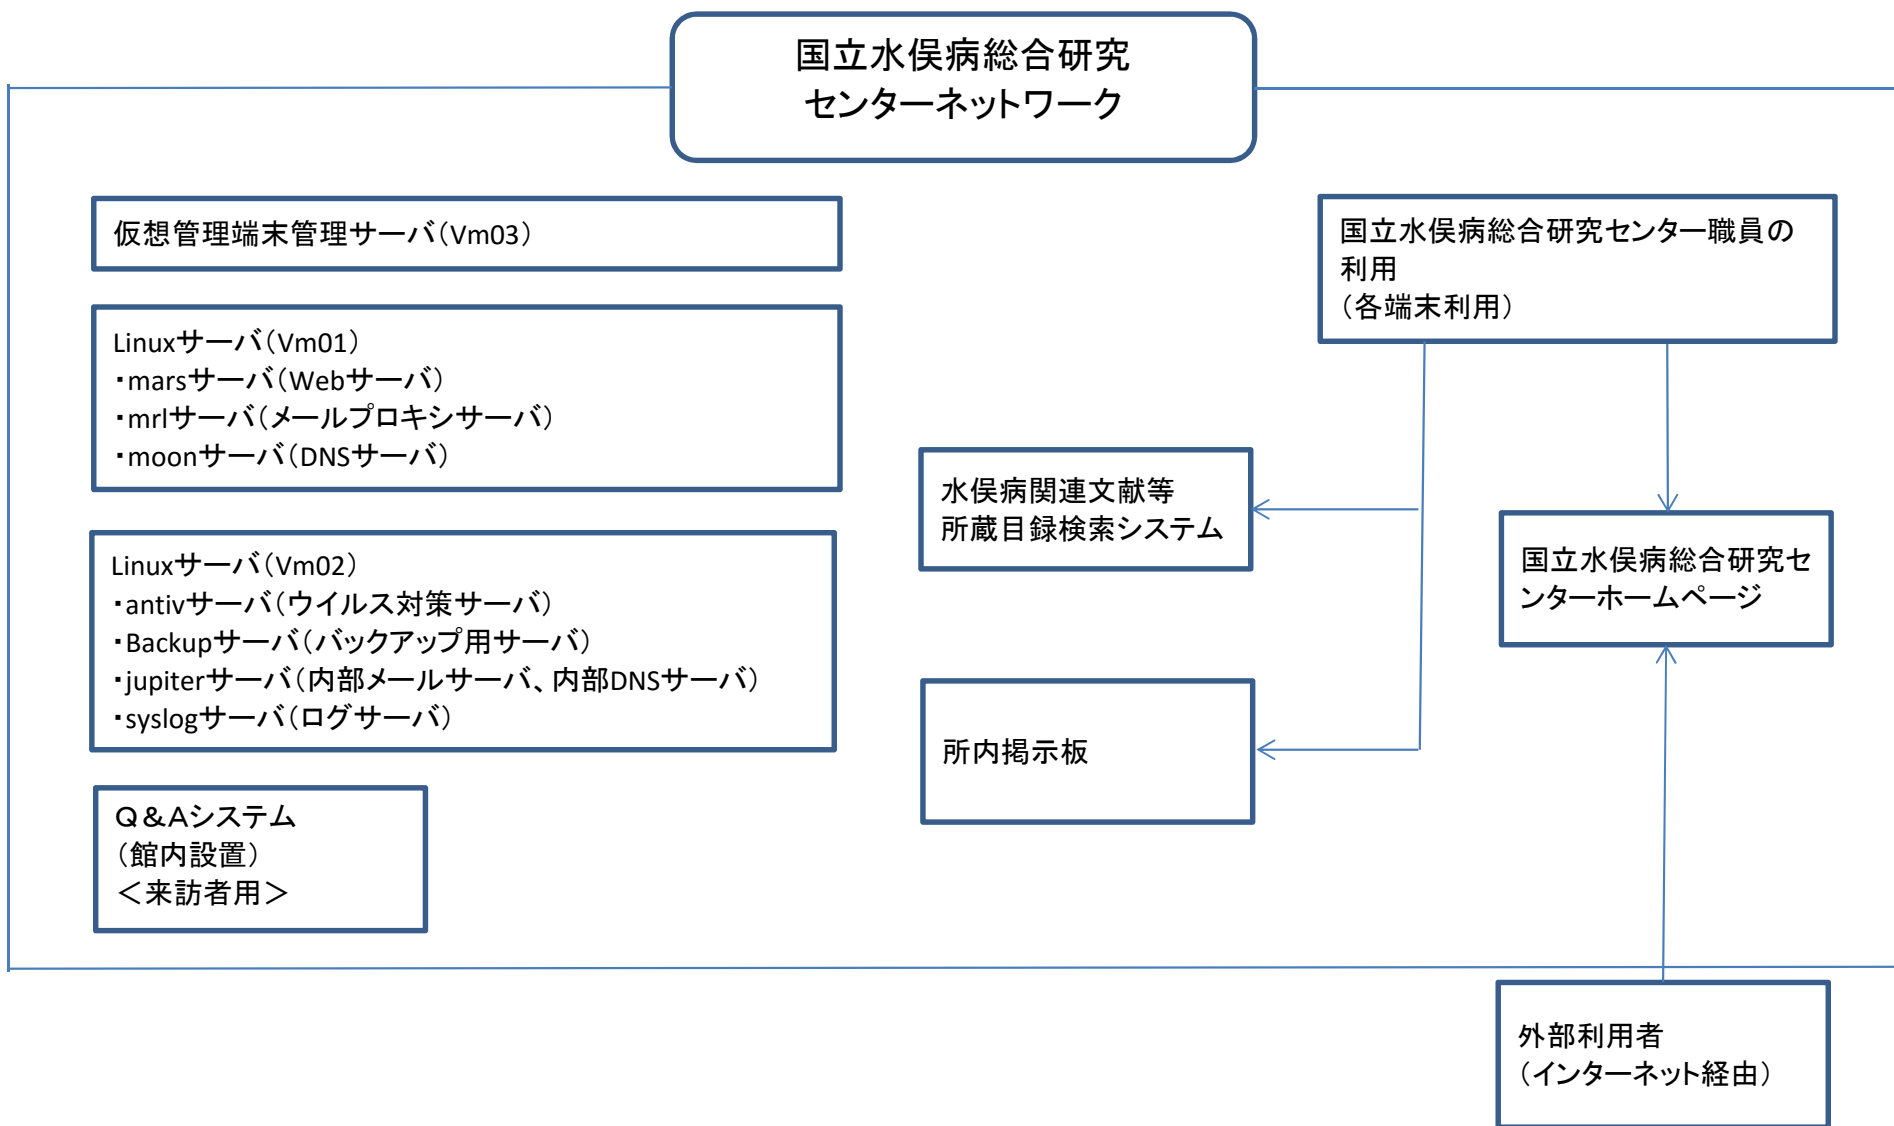 国立水俣病総合研究
センターネットワーク
仮想管理端末管理サーバ（Vm03）
Linuxサーバ（Vm01）
・marsサーバ（Webサーバ）
・mrlサーバ（メールプロキシサーバ）
・moonサーバ（DNSサーバ）
Linuxサーバ（Vm02）
・antivサーバ（ウイルス対策サーバ）
・Backupサーバ（バックアップ用サーバ）
・jupiterサーバ（内部メールサーバ、内部DNSサーバ）
・syslogサーバ（ログサーバ）
Ｑ＆Ａシステム
（館内設置）
＜来訪者用＞
国立水俣病総合研究センター職員の
利用
（各端末利用）
水俣病関連文献等
所蔵目録検索システム
所内掲示板
国立水俣病総合研究セ
ンターホームページ
外部利用者
（インターネット経由）